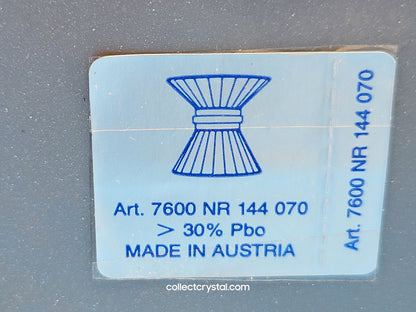 Art. 7600 NR 144 070
> 30% Pbo
MADE IN AUSTRIA
Art. 7600 NR 144 070
collectcrystal.com